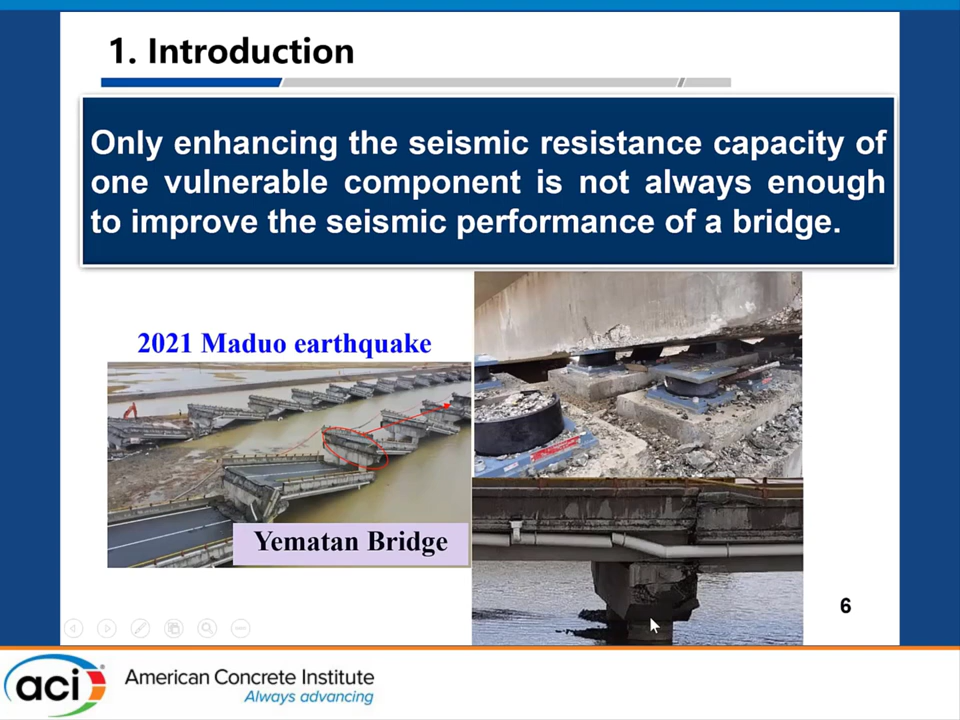 1. Introduction
Only enhancing the seismic resistance capacity of
one vulnerable component is not always enough
to improve the seismic performance of a bridge.
2021 Maduo earthquake
Yematan Bridge
6
aci
American Concrete Institute
Always advancing